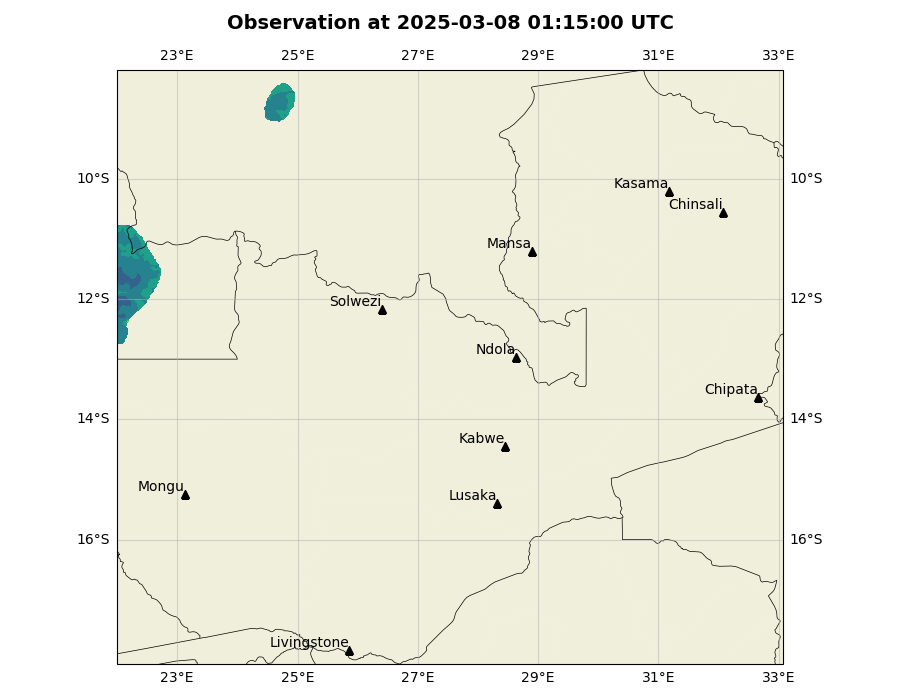 Observation at 2025-03-08 01:15:00 UTC
23°E 25°E 27°E 29°E 31°E 33°E
10°S Kasama 10°S
Chinsali
Mansa
12°S Solwezi 12°S
Ndola
Chipata
14°S 14°S
Kabwe
Mongu
Lusaka
16°S 16°S
Livingstone
23°E 25°E 27°E 29°E 31°E 33°E